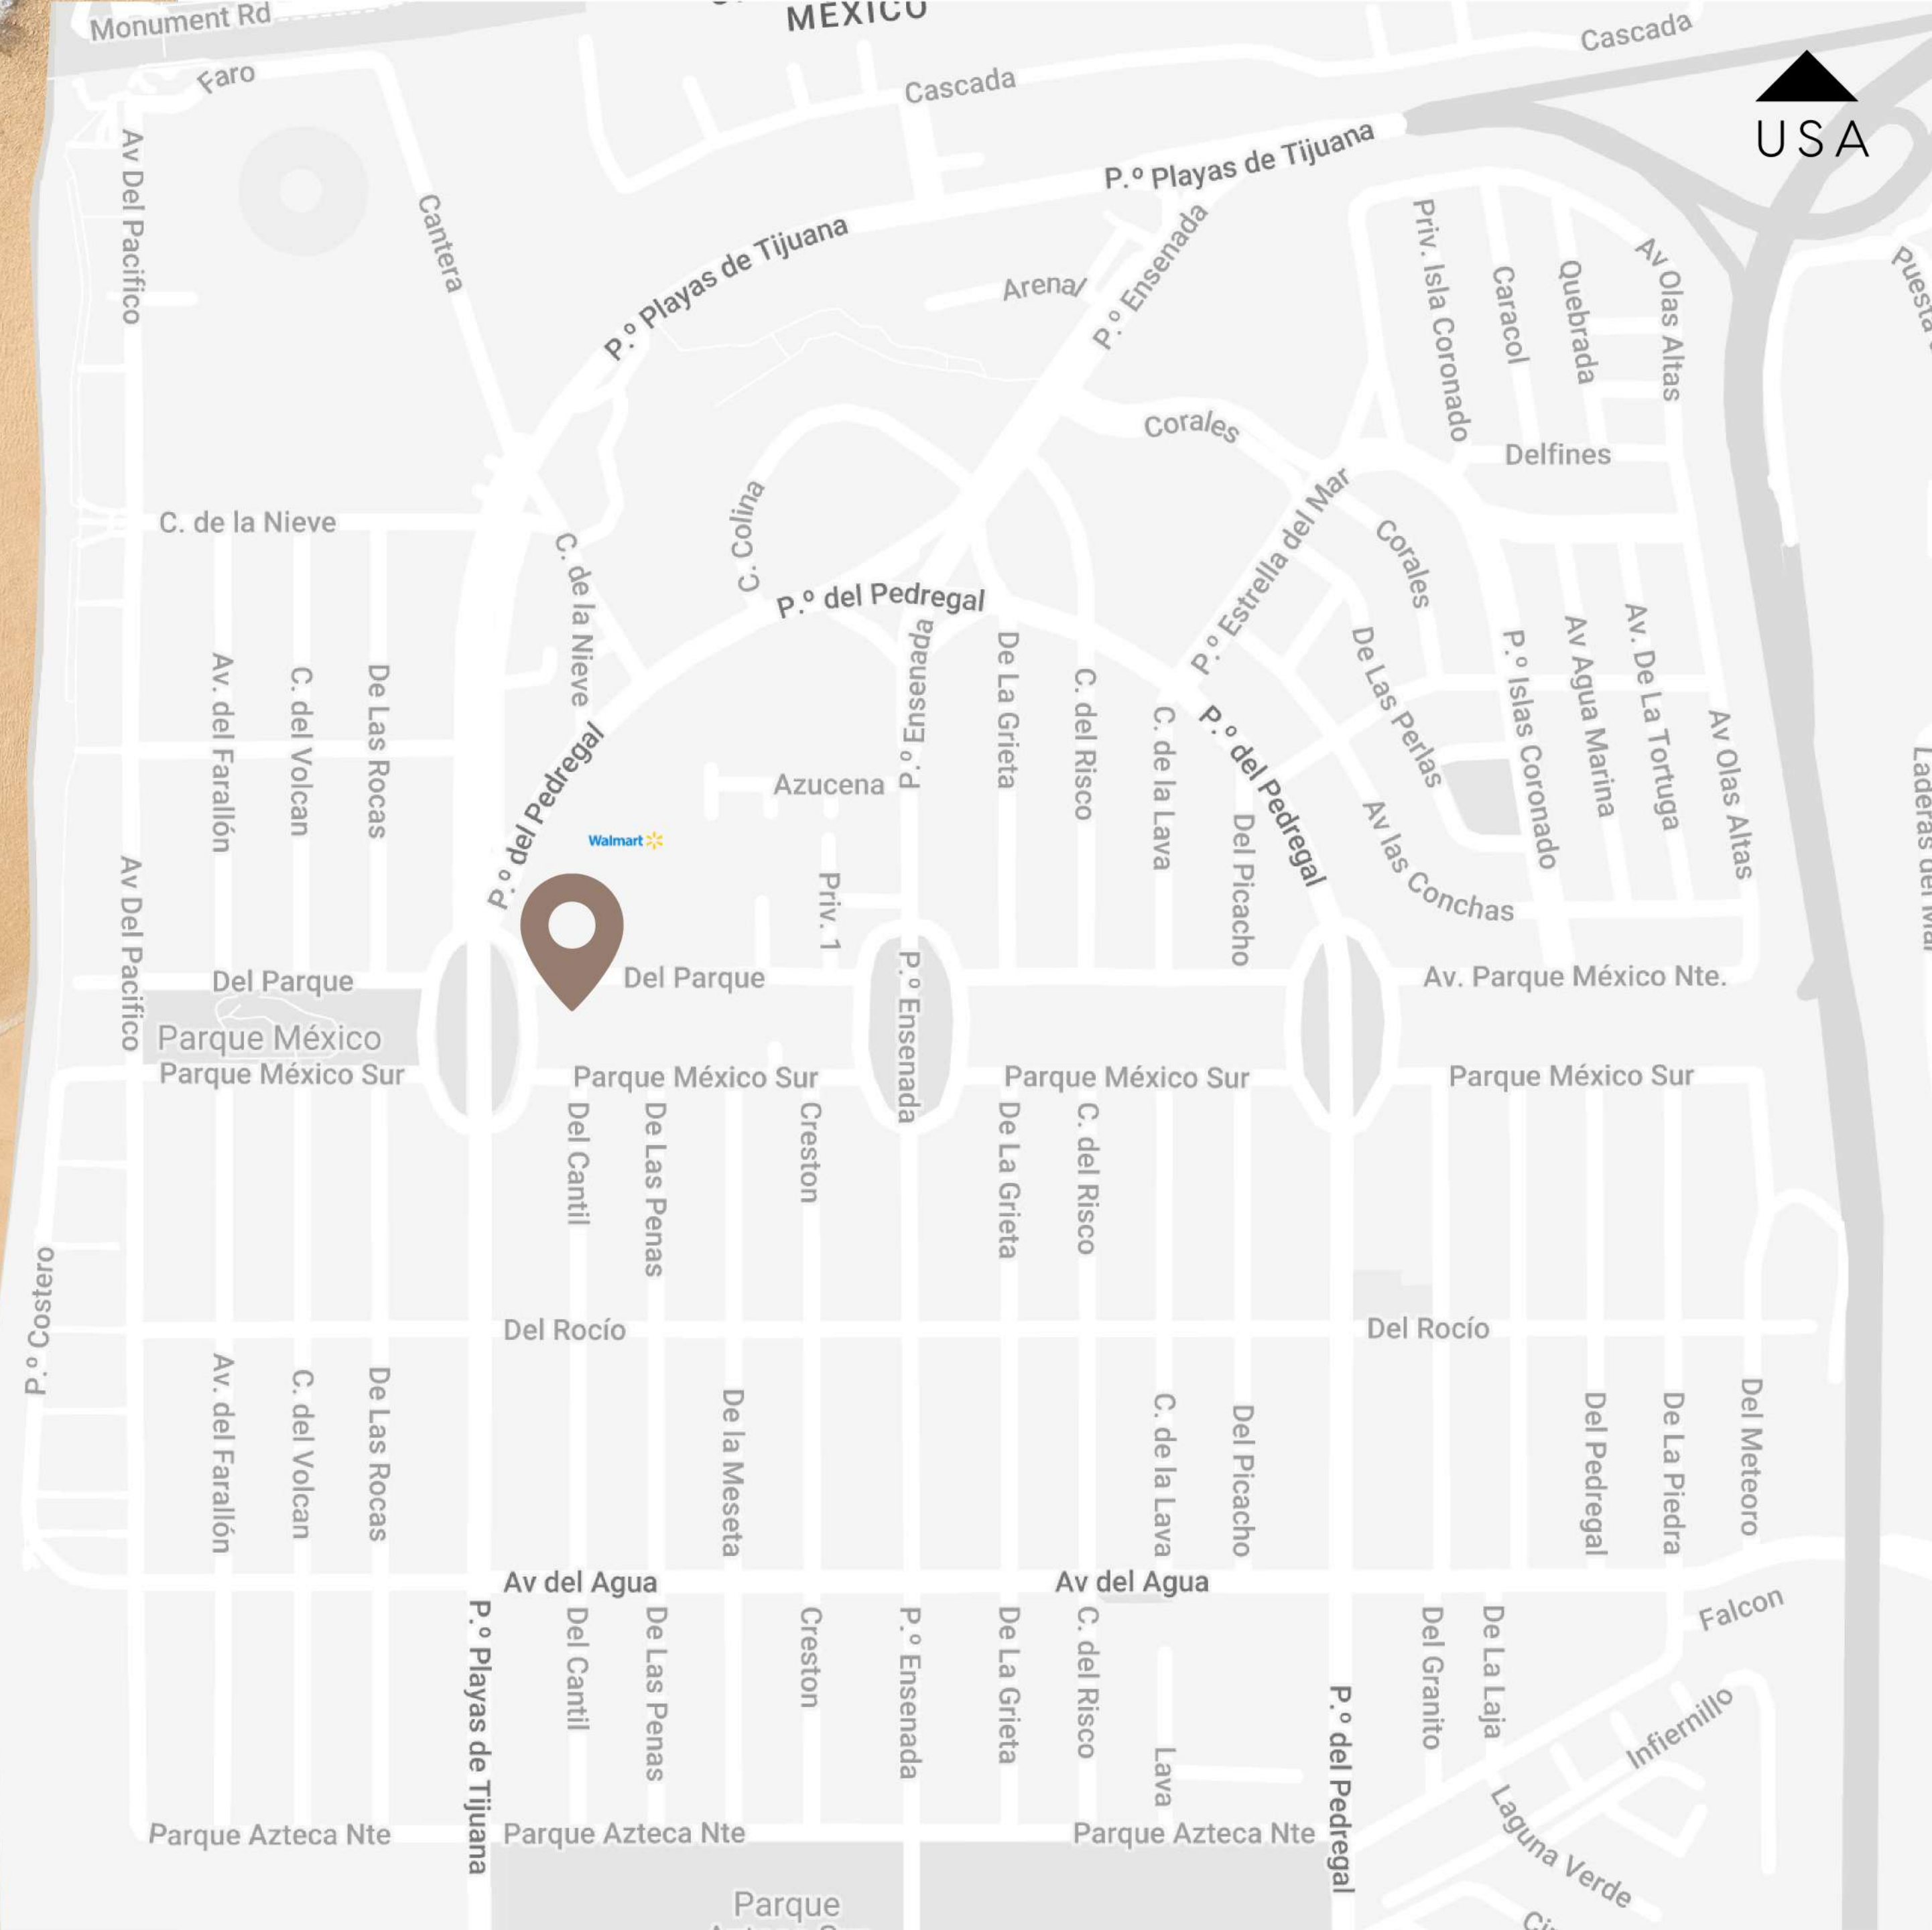 MEXICO
Monument Rd
Cascada
Faro
Cascada
USA
Av Del Pacifico
P.º Playas de Tijuana
Cantera
P.º Playas de Tijuana
P.º Ensenada
Arenal
Priv. Isla Coronado
Caracol
Quebrada
Av Olas Altas
Corales
Delfines
C. de la Nieve
C. Colina
C. de la Nieve
P.º Estrella del Mar
Corales
P.º del Pedregal
P.º Ensenada
De La Grieta
C. del Risco
C. de la Lava
P.º del Pedregal
De Las Perlas
P.º Islas Coronado
Av Agua Marina
Av. De La Tortuga
Av Olas Altas
Av. del Farallón
C. del Volcan
De Las Rocas
P.º del Pedregal
Azucena
Walmart
Av las Conchas
Del Picacho
Priv. 1
Av Del Pacifico
Del Parque
Del Parque
P.º Ensenada
Av. Parque México Nte.
Parque México
Parque México Sur
Parque México Sur
Parque México Sur
Parque México Sur
Del Cantil
De Las Penas
Creston
De La Grieta
C. del Risco
P.º Costero
Del Rocío
Del Rocío
Av. del Farallón
C. del Volcan
De Las Rocas
De la Meseta
C. de la Lava
Del Picacho
Del Pedregal
De La Piedra
Del Meteoro
Av del Agua
Av del Agua
Falcon
P.º Playas de Tijuana
Del Cantil
De Las Penas
Creston
P.º Ensenada
De La Grieta
C. del Risco
Lava
P.º del Pedregal
Del Granito
De La Laja
Infiernillo
Laguna Verde
Parque Azteca Nte
Parque Azteca Nte
Parque Azteca Nte
Parque